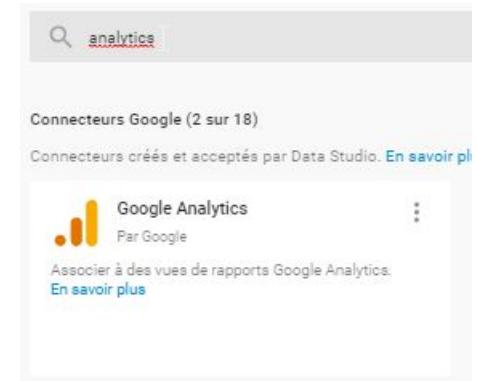 analytics
Connecteurs Google (2 sur 18)
Connecteurs créés et acceptés par Data Studio. En savoir
Google Analytics
Par Google
Associer à des vues de rapports Google Analytics.
En savoir plus